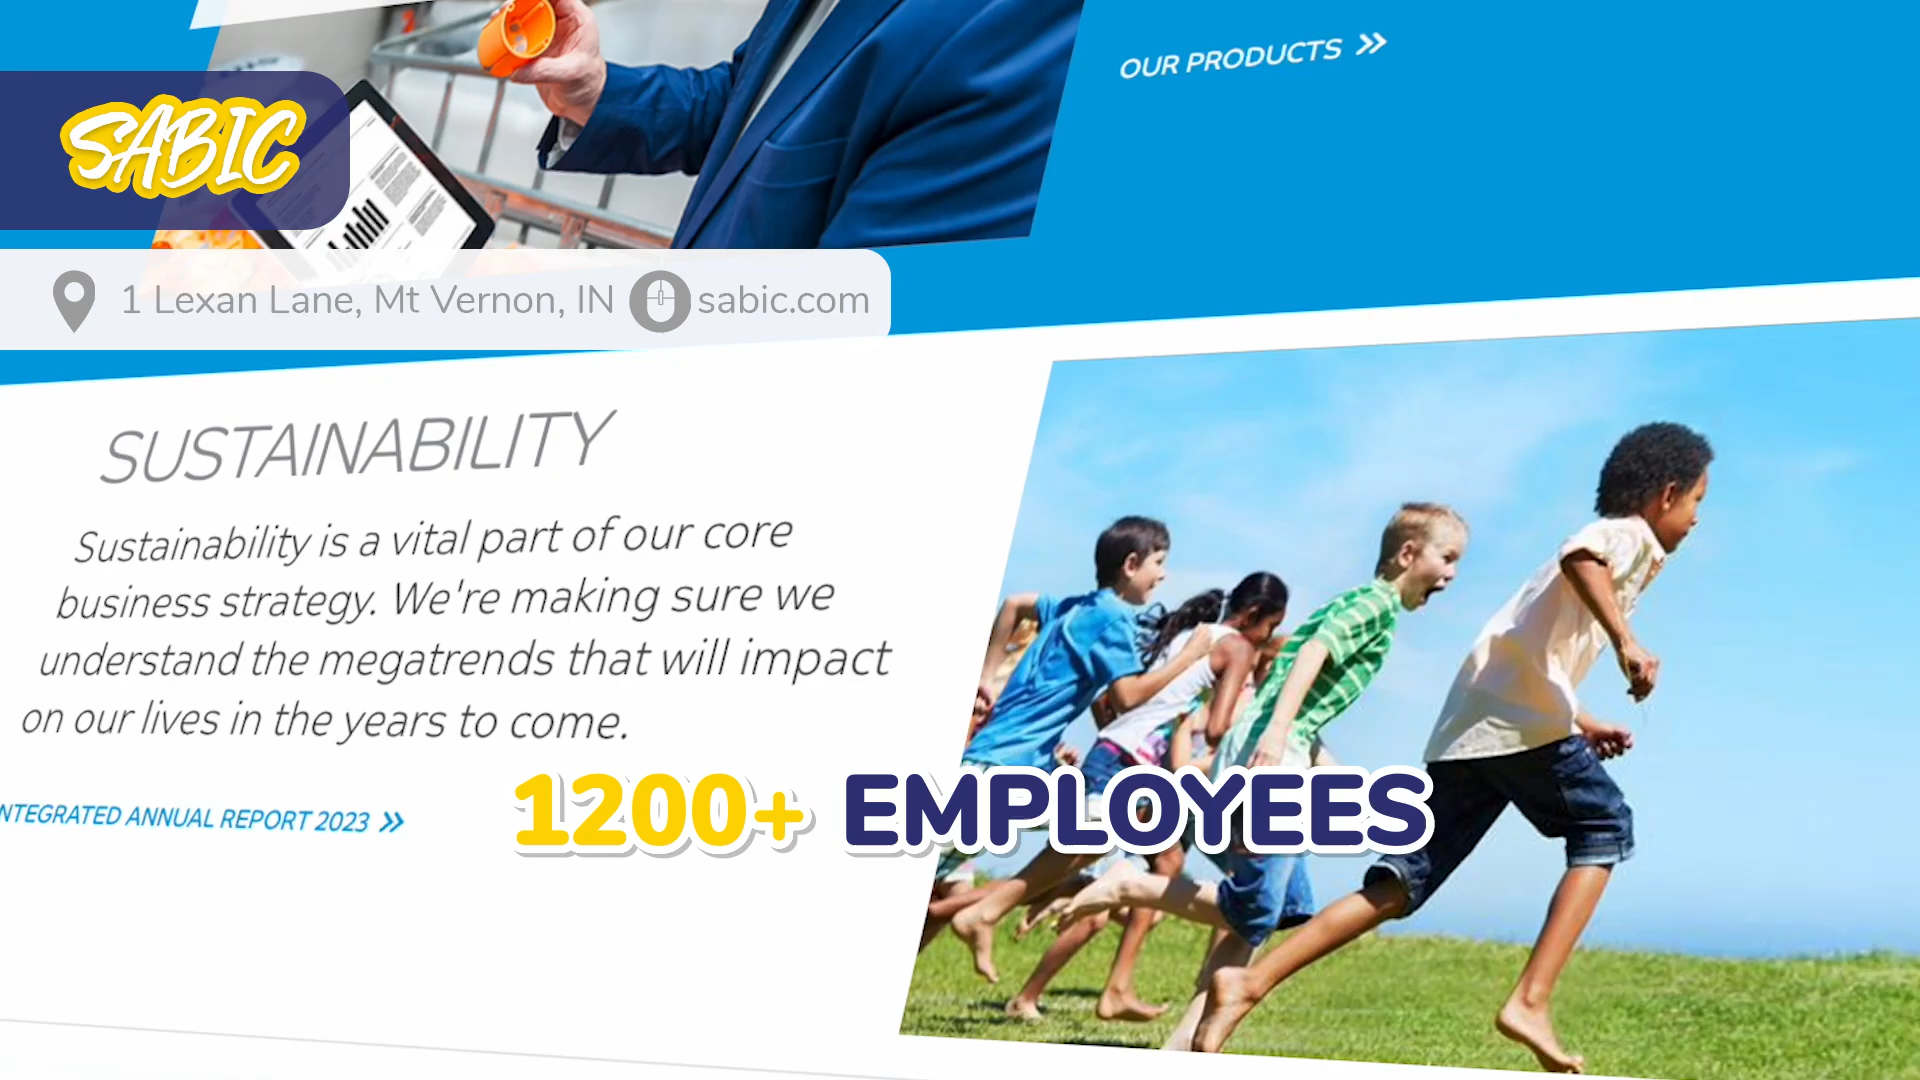 OUR PRODUCTS
SABIC
1 Lexan Lane, Mt Vernon, IN
sabic.com
SUSTAINABILITY
Sustainability is a vital part of our core
business strategy. We're making sure we
understand the megatrends that will impact
on our lives in the years to come.
NTEGRATED ANNUAL REPORT 2023
1200+ EMPLOYEES